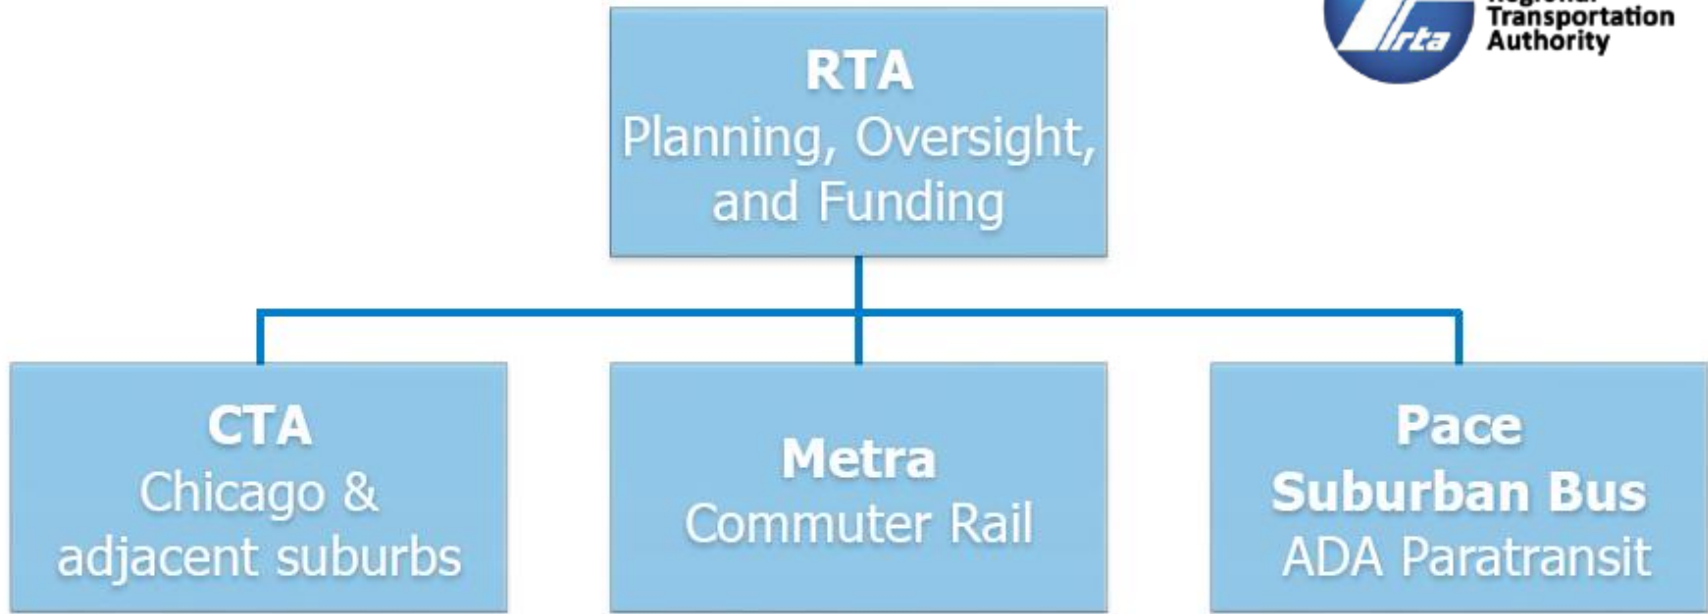 rta
Transportation
Authority
RTA
Planning, Oversight,
and Funding
CTA
Chicago &
adjacent suburbs
Metra
Commuter Rail
Pace
Suburban Bus
ADA Paratransit